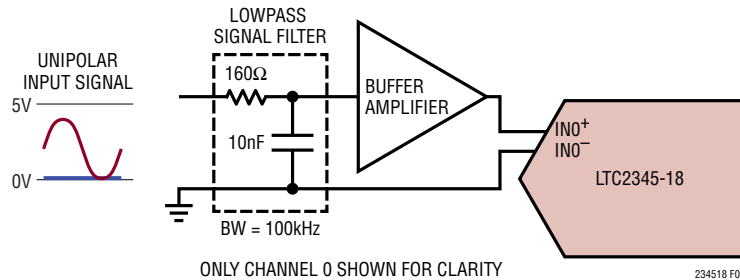 LOWPASS
SIGNAL FILTER
UNIPOLAR
INPUT SIGNAL
5V
0V
160Ω
10nF
BW = 100kHz
BUFFER
AMPLIFIER
IN0+
IN0–
LTC2345-18
ONLY CHANNEL 0 SHOWN FOR CLARITY
234518 F0